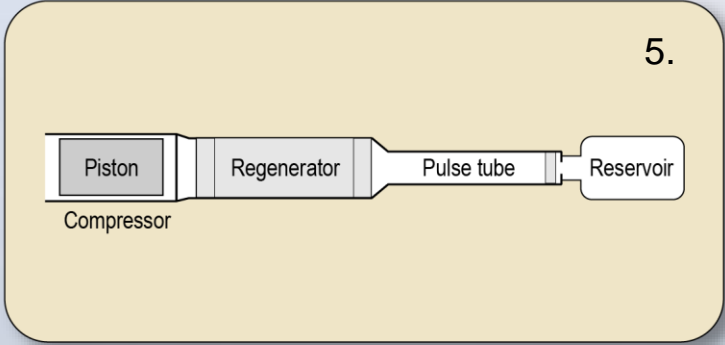 5.
Piston
Regenerator
Pulse tube
Reservoir
Compressor